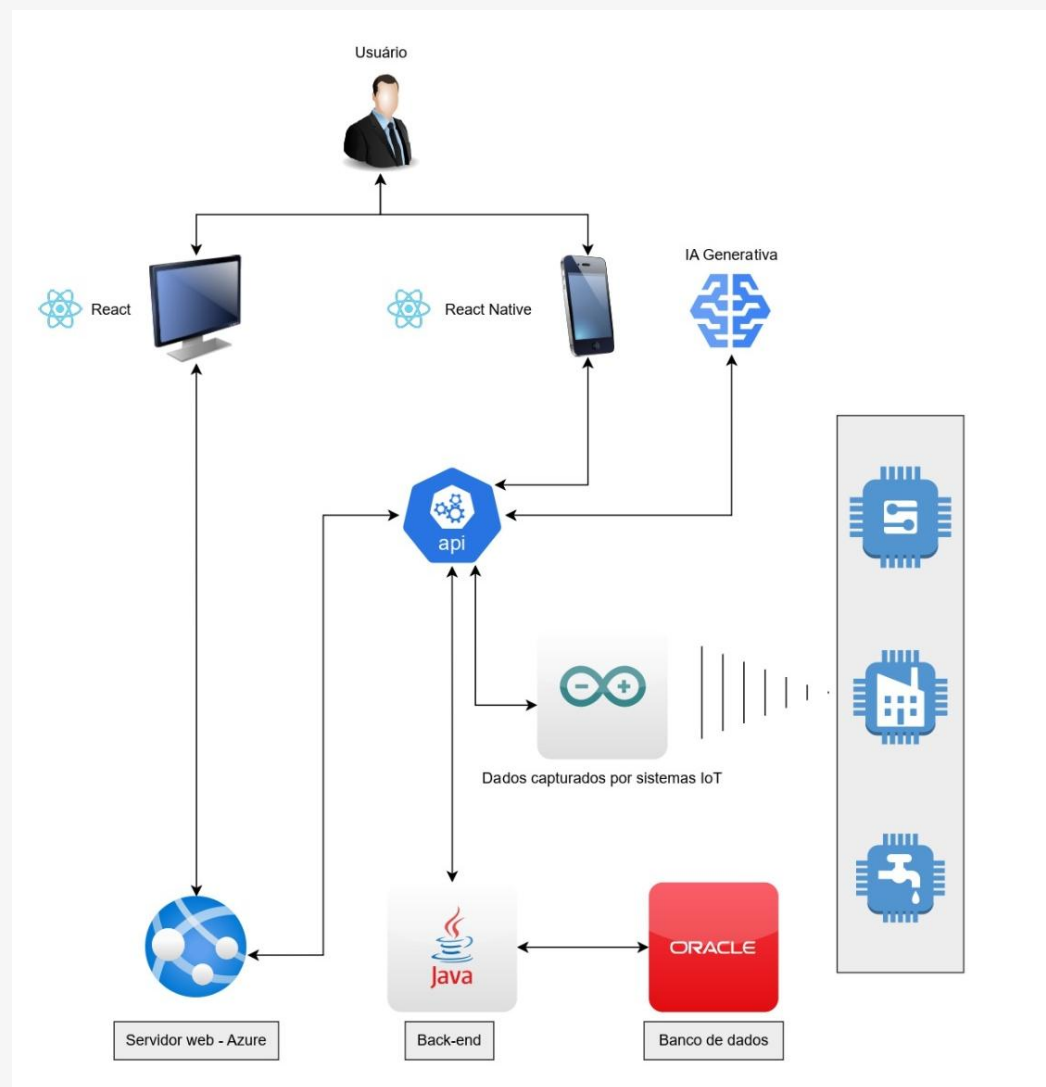 Usuário
React
React Native
IA Generativa
api
Dados capturados por sistemas IoT
Java
ORACLE
Servidor web - Azure
Back-end
Banco de dados